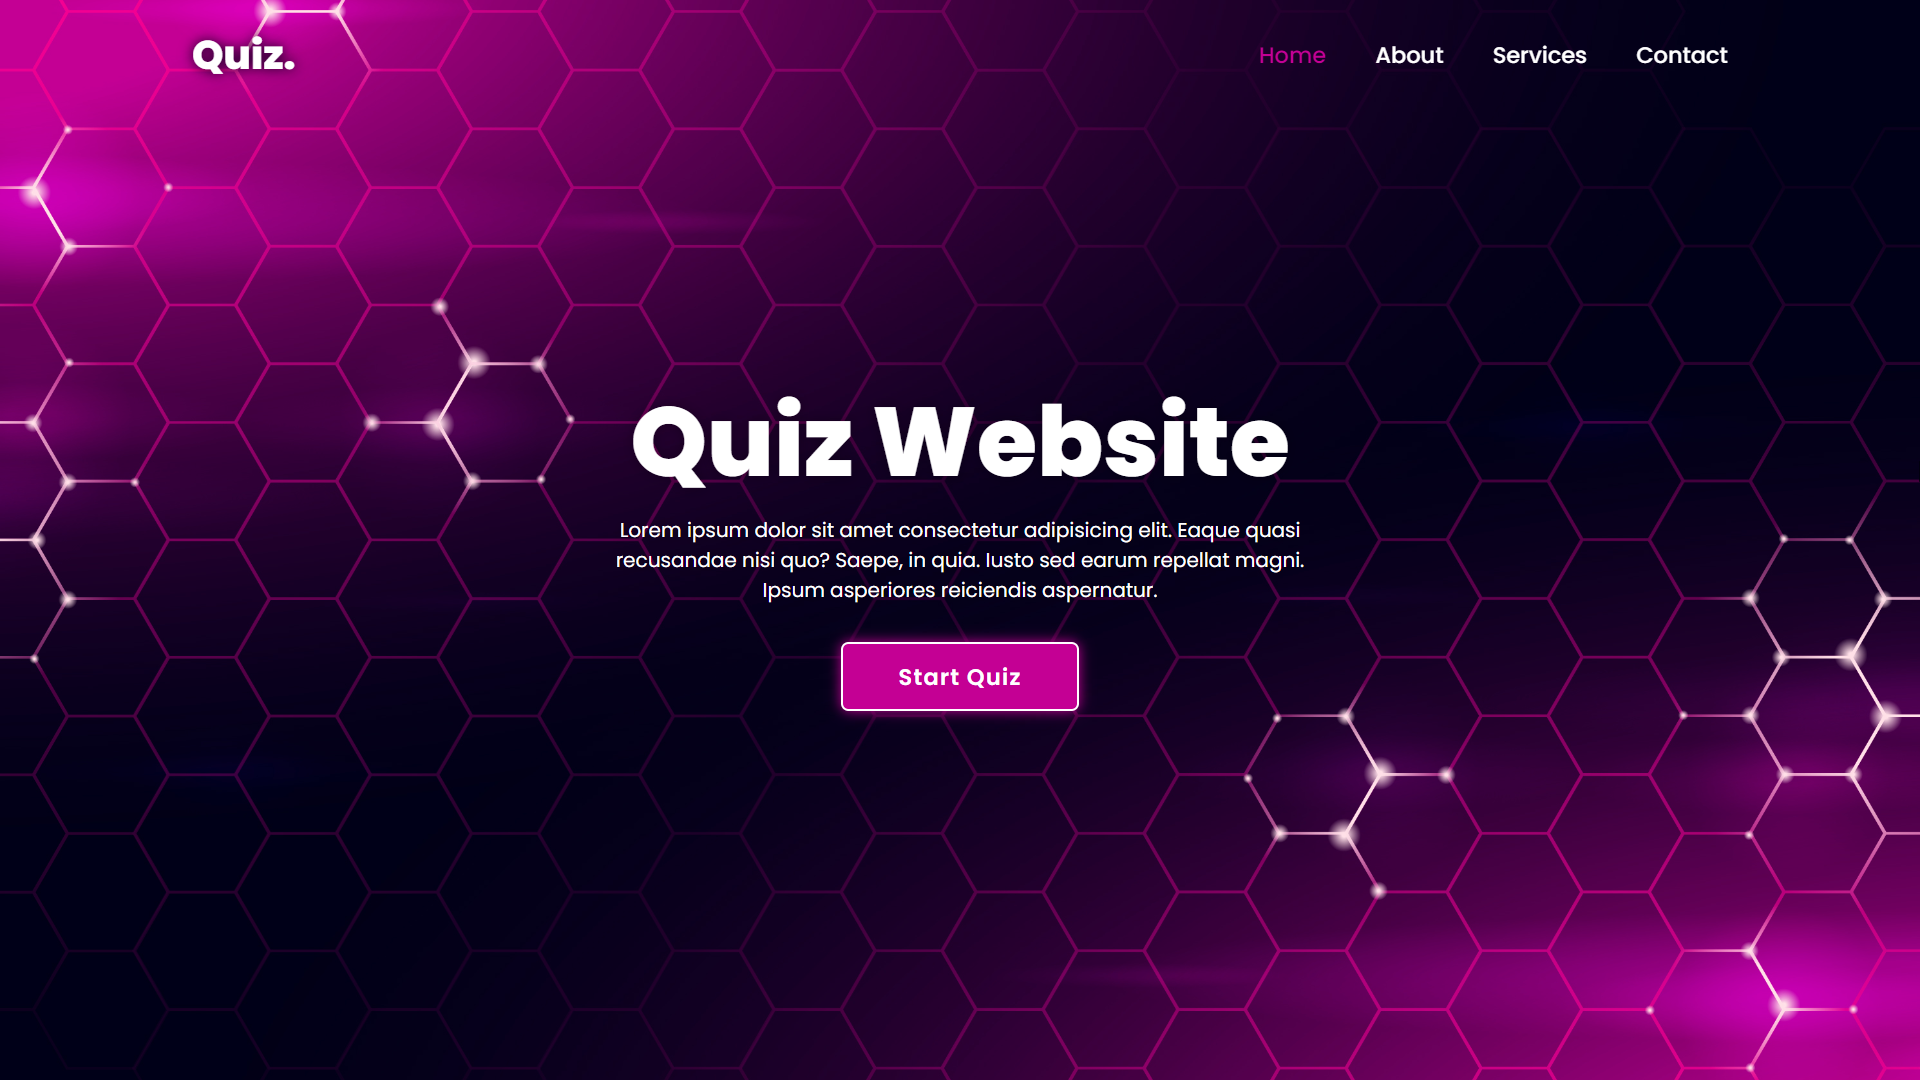 Quiz.
Home About Services Contact
Quiz Website
Lorem ipsum dolor sit amet consectetur adipisicing elit. Eaque quasi
recusandae nisi quo? Saepe, in quia. Iusto sed earum repellat magni.
Ipsum asperiores reiciendis aspernatur.
Start Quiz